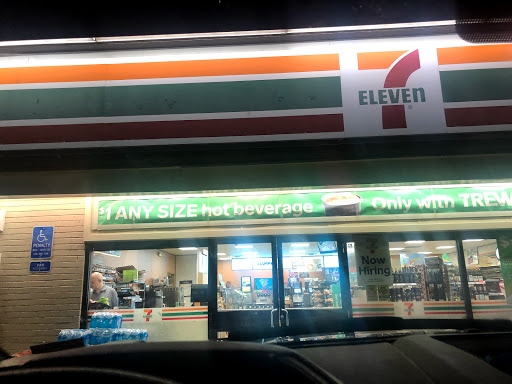 7
ELEVEn
$1 ANY SIZE hot beverage Only with TREW
PENALTY
Now
Hiring